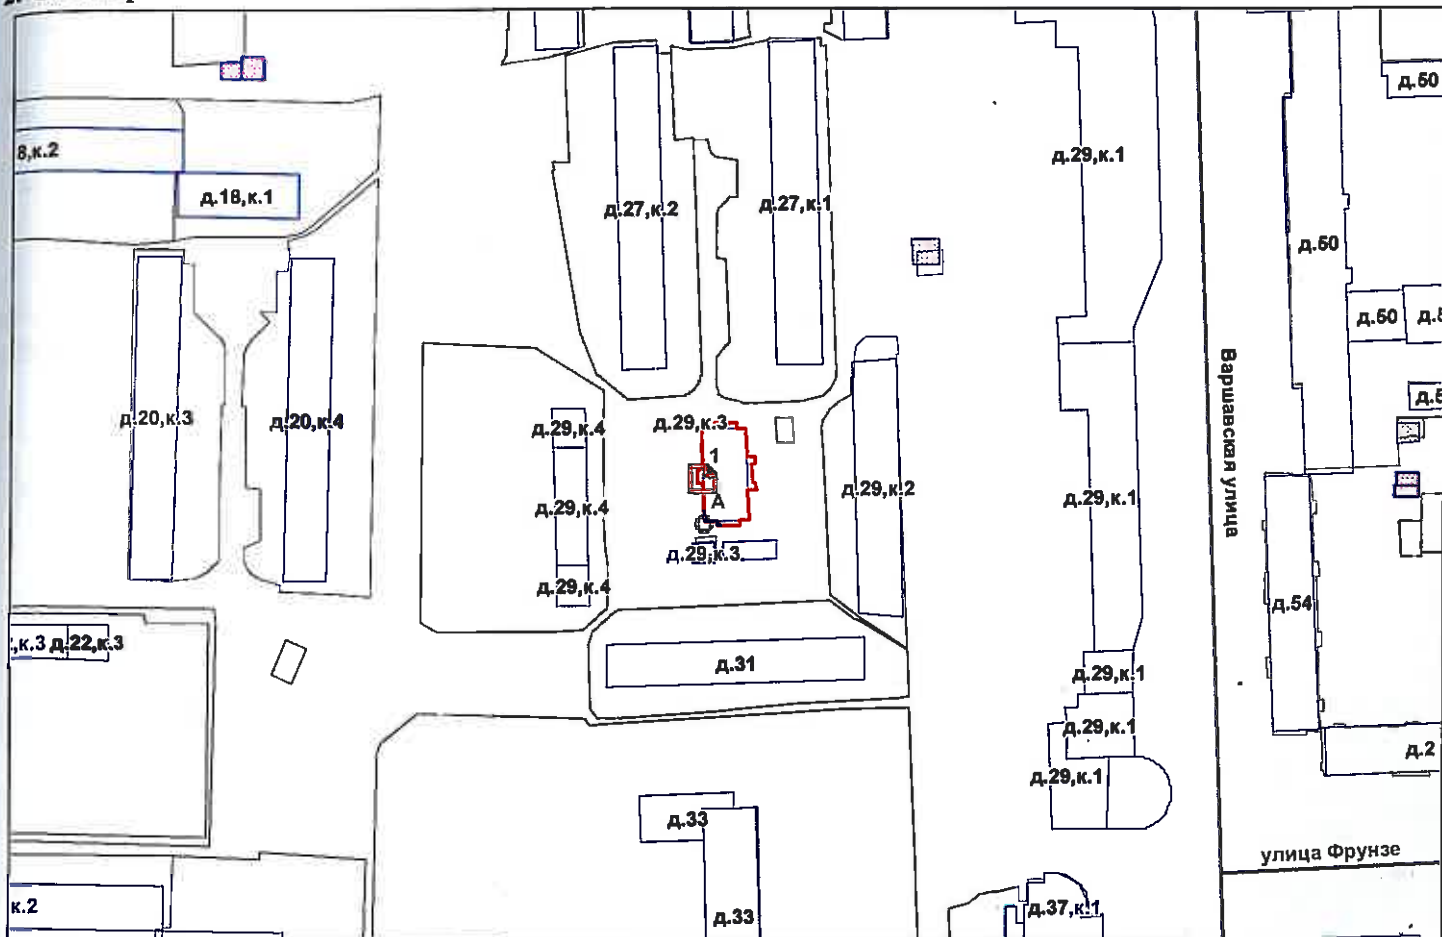 д.50
8,к.2
д.29,к.1
д.18,к.1
д.27,к.2
д.27,к.1
д.50
д.50
д.20,к.3
д.20,к.4
д.29,к.4
д.29,к.3
1
Варшавская улица
д.29,к.2
д.29,к.1
А
д.29,к.4
д.29,к.3
д.29,к.4
д.54
,к.3 д.22,к.3
д.31
д.29,к.1
д.29,к.1
д.2
д.29,к.1
д.33
улица Фрунзе
к.2
д.33
д.37,к.1